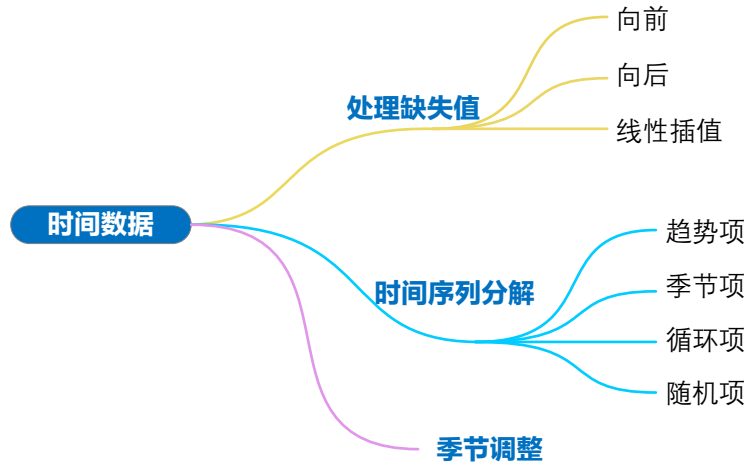 时间数据
处理缺失值
向前
向后
线性插值
时间序列分解
趋势项
季节项
循环项
随机项
季节调整